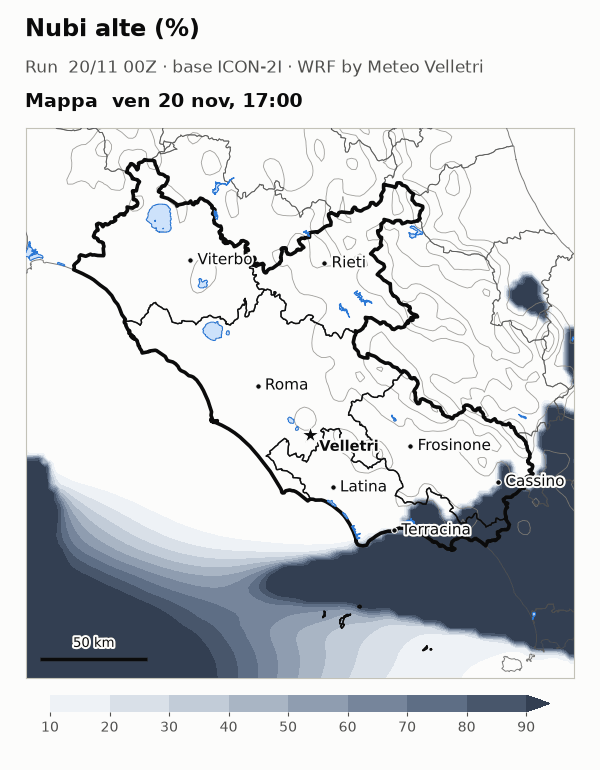 Nubi alte (%)
Run  20/11 00Z · base ICON-2I · WRF by Meteo Velletri
Mappa  ven 20 nov, 17:00
Viterbo
Rieti
Roma
Velletri
Frosinone
Cassino
Latina
Terracina
50 km
10 20 30 40 50 60 70 80 90